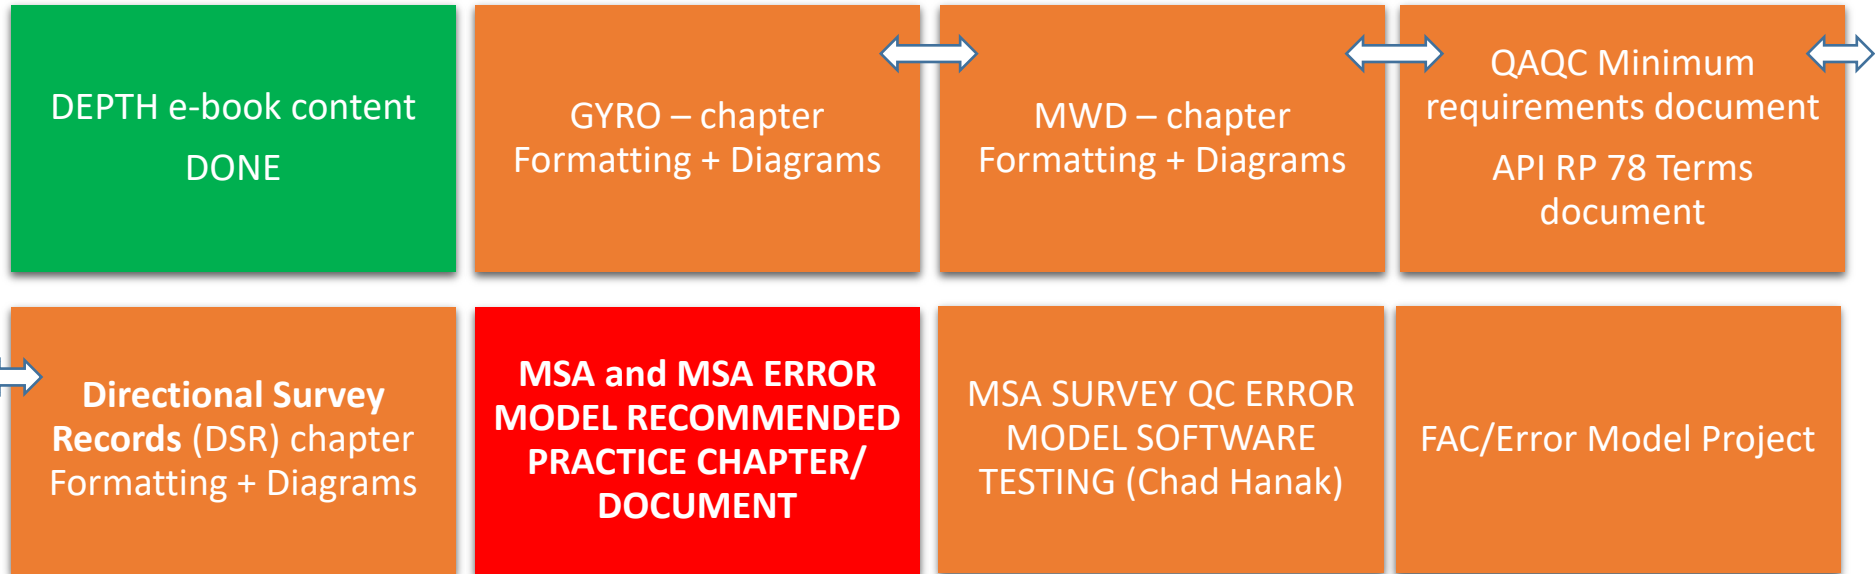 DEPTH e-book content
DONE
GYRO – chapter
Formatting + Diagrams
MWD – chapter
Formatting + Diagrams
QAQC Minimum
requirements document
API RP 78 Terms
document
Directional Survey
Records (DSR) chapter
Formatting + Diagrams
MSA and MSA ERROR
MODEL RECOMMENDED
PRACTICE CHAPTER/
DOCUMENT
MSA SURVEY QC ERROR
MODEL SOFTWARE
TESTING (Chad Hanak)
FAC/Error Model Project